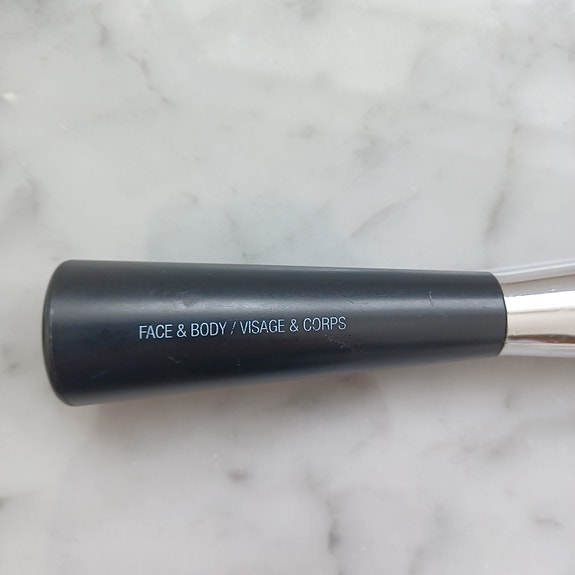 FACE & BODY / VISAGE & CORPS